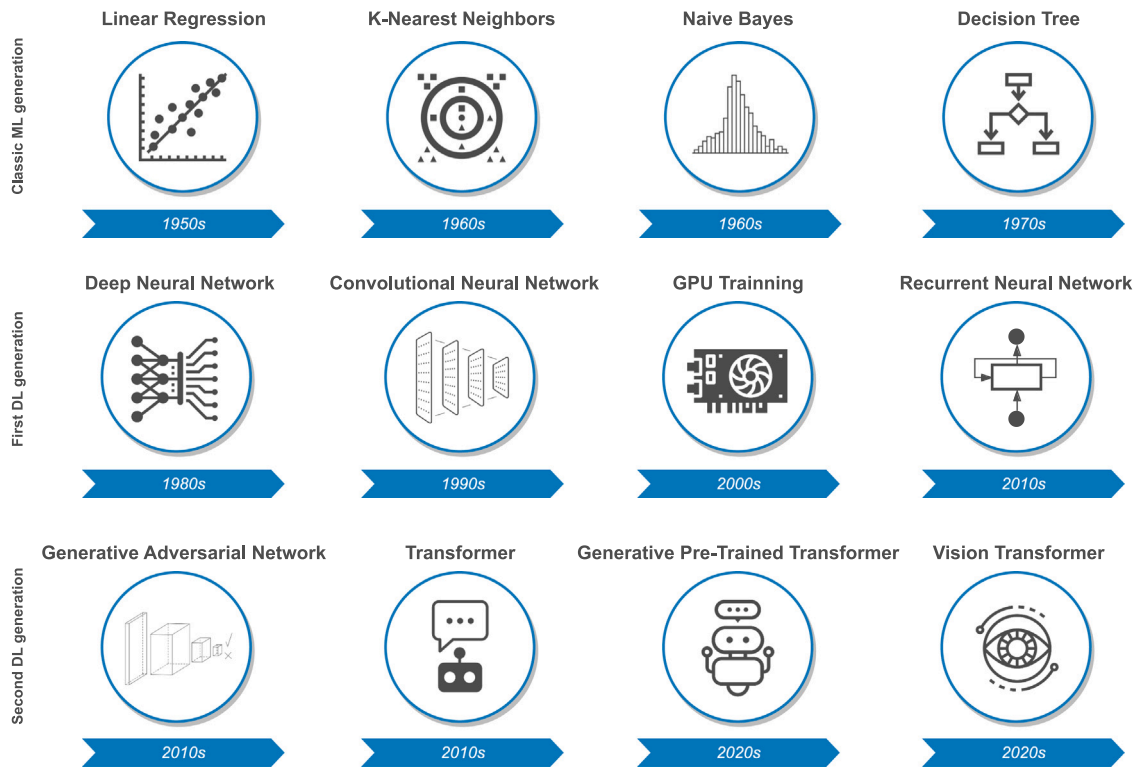 Classic ML generation
Linear Regression
K-Nearest Neighbors
Naive Bayes
Decision Tree
1950s
1960s
1960s
1970s
First DL generation
Deep Neural Network
Convolutional Neural Network
GPU Trainning
Recurrent Neural Network
1980s
1990s
2000s
2010s
Second DL generation
Generative Adversarial Network
Transformer
Generative Pre-Trained Transformer
Vision Transformer
2010s
2010s
2020s
2020s